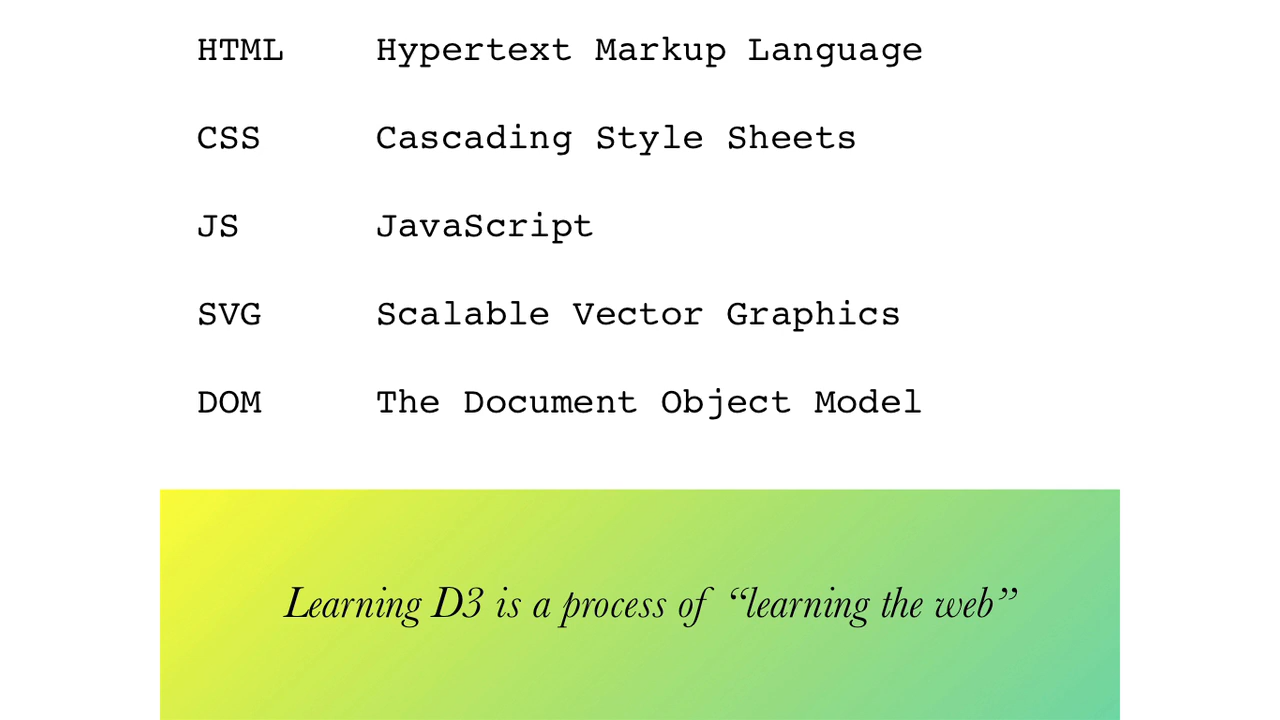 HTML Hypertext Markup Language
CSS Cascading Style Sheets
JS JavaScript
SVG Scalable Vector Graphics
DOM The Document Object Model
Learning D3 is a process of “learning the web”